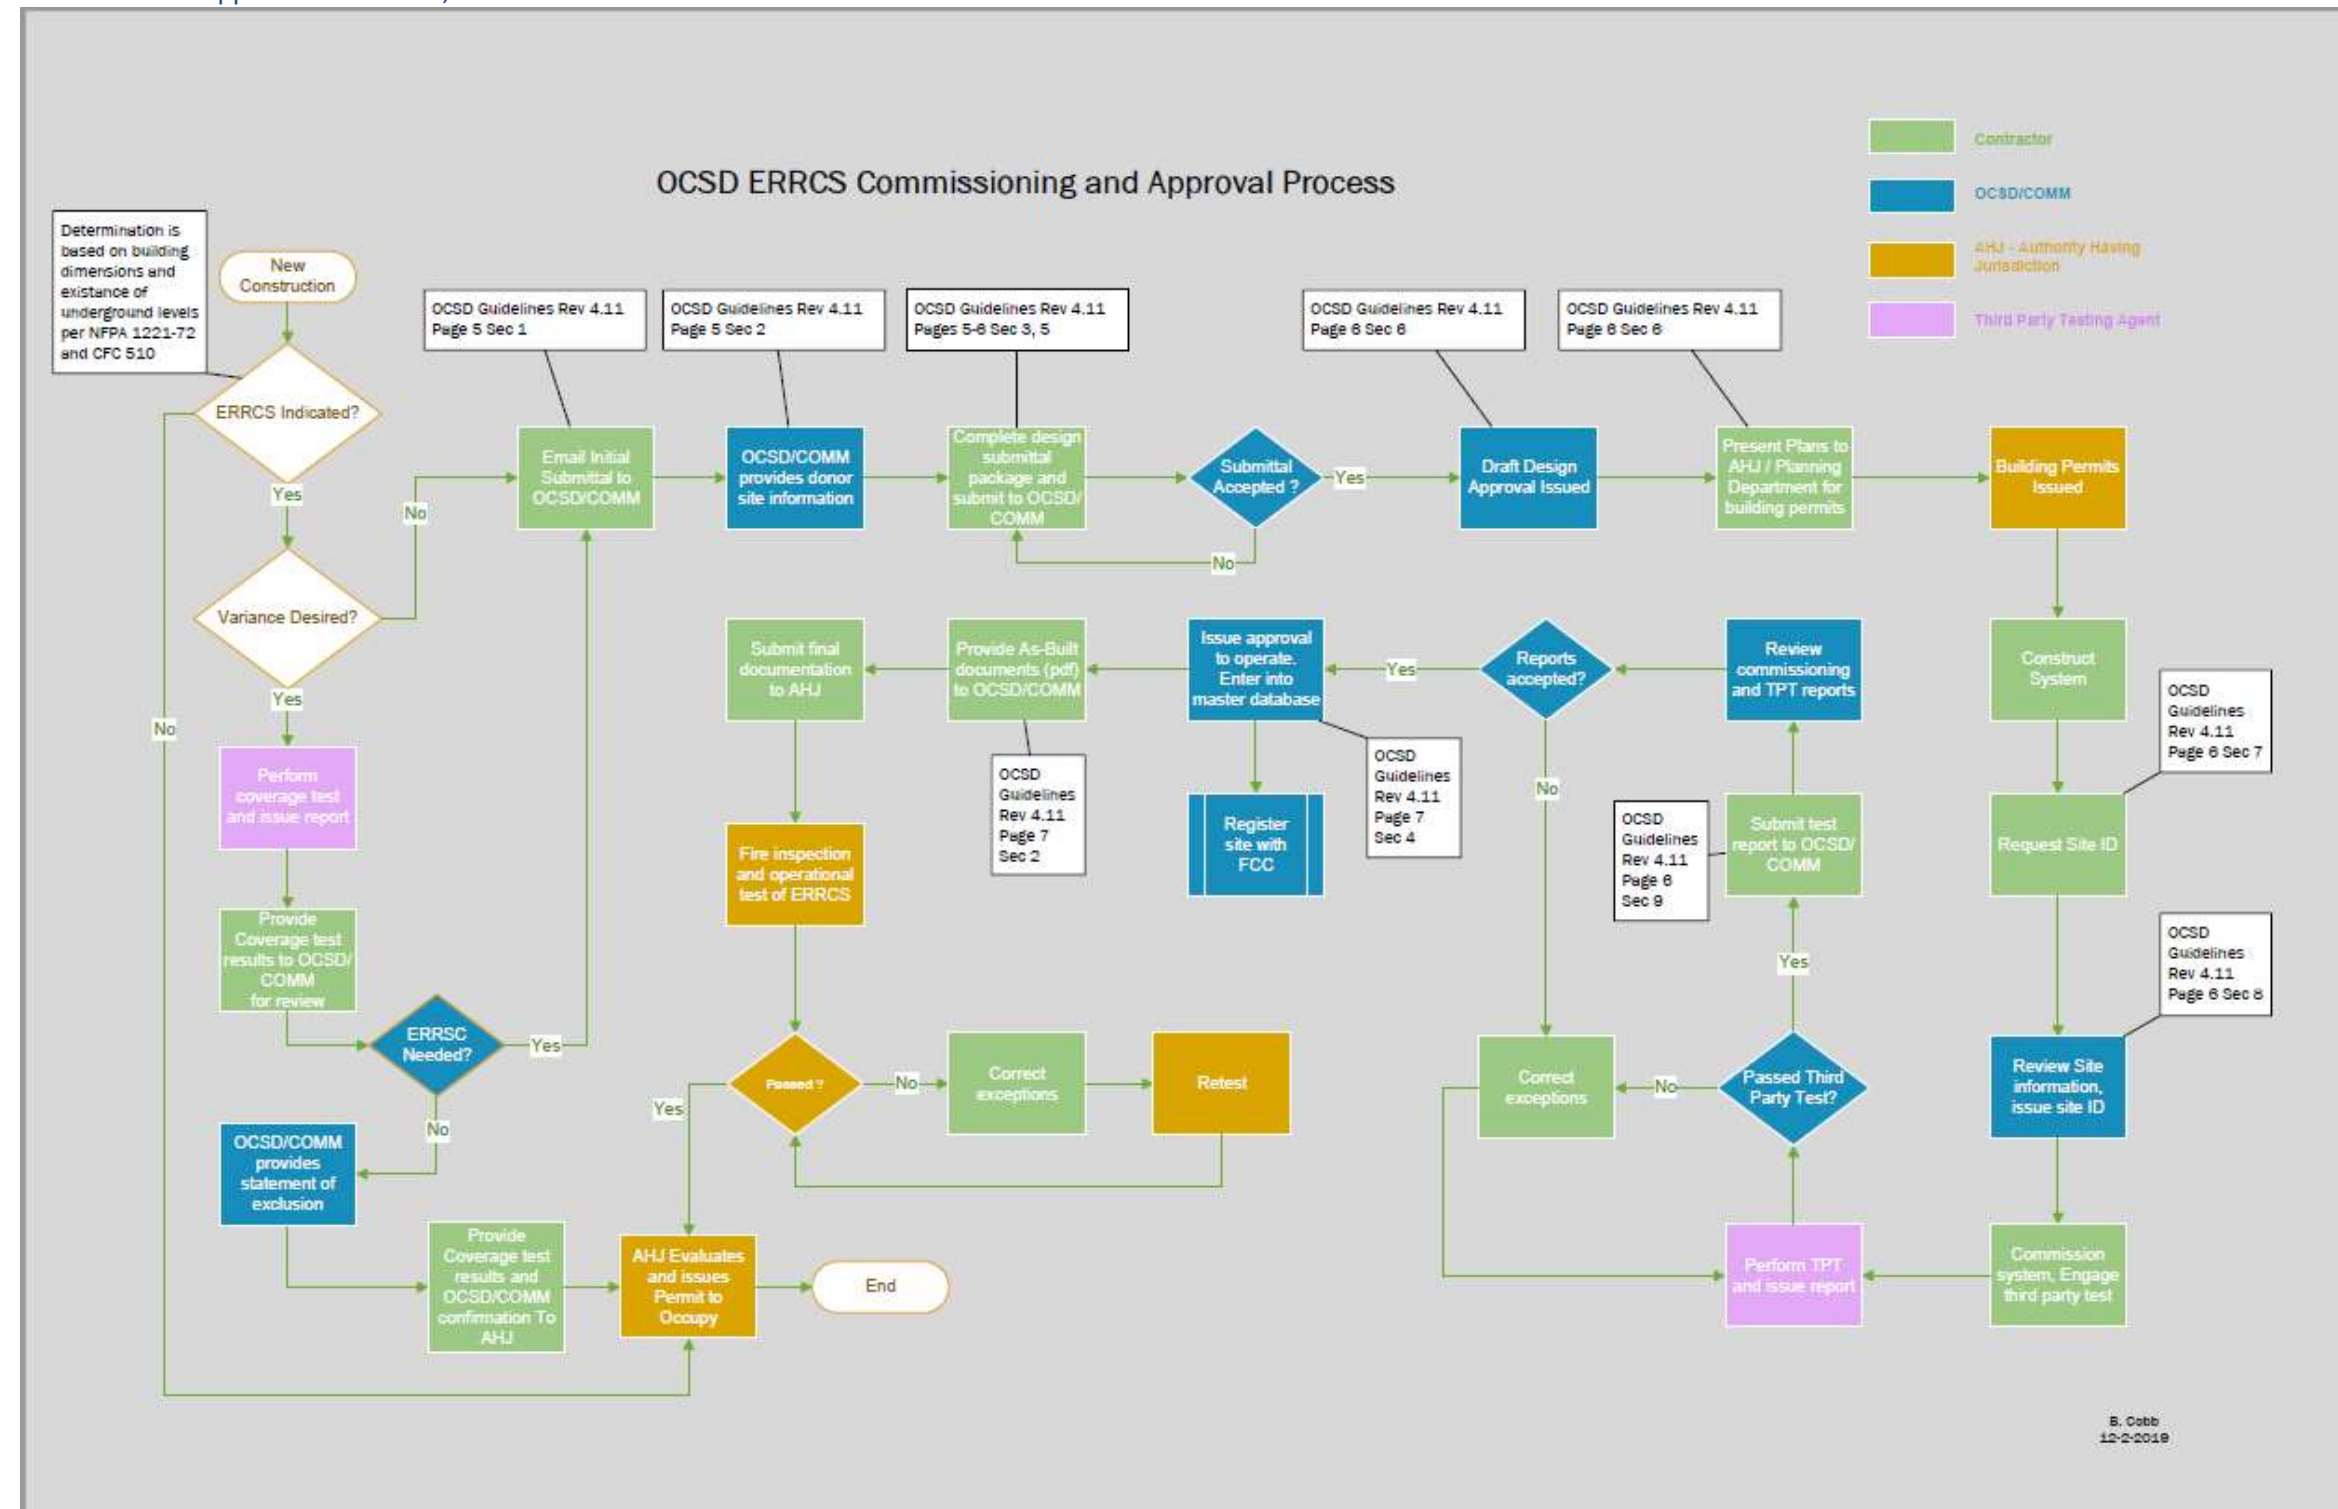 OCSD ERRCS Commissioning and Approval Process
Contractor
OCSD/COMM
AHJ - Authority Having
Jurisdiction
Third Party Testing Agent
Determination is
based on building
dimensions and
existance of
underground levels
per NFPA 1221-72
and CFC 510
New
Construction
ERRCS Indicated?
Yes
No
Variance Desired?
No
Yes
Perform
coverage test
and issue report
Provide
Coverage test
results to OCSD/
COMM
for review
ERRSC
Needed?
Yes
No
OCSD/COMM
provides
statement of
exclusion
Provide
Coverage test
results and
OCSD/COMM
confirmation To
AHJ
AHJ Evaluates
and issues
Permit to
Occupy
End
OCSD Guidelines Rev 4.11
Page 5 Sec 1
Email Initial
Submittal to
OCSD/COMM
OCSD Guidelines Rev 4.11
Page 5 Sec 2
OCSD/COMM
provides donor
site information
OCSD Guidelines Rev 4.11
Pages 5-6 Sec 3, 5
Complete design
submittal
package and
submit to OCSD/
COMM
Submittal
Accepted ?
Yes
No
OCSD Guidelines Rev 4.11
Page 6 Sec 6
Draft Design
Approval Issued
OCSD Guidelines Rev 4.11
Page 6 Sec 6
Present Plans to
AHJ / Planning
Department for
building permits
Building Permits
Issued
Construct
System
OCSD
Guidelines
Rev 4.11
Page 6 Sec 7
Request Site ID
OCSD
Guidelines
Rev 4.11
Page 6 Sec 8
Review Site
information,
issue site ID
Commission
system, Engage
third party test
Perform TPT
and issue report
Passed Third
Party Test?
No
Yes
Correct
exceptions
Submit test
report to OCSD/
COMM
OCSD
Guidelines
Rev 4.11
Page 6
Sec 9
Review
commissioning
and TPT reports
Reports
accepted?
Yes
No
Issue approval
to operate.
Enter into
master database
OCSD
Guidelines
Rev 4.11
Page 7
Sec 4
Register
site with
FCC
Provide As-Built
documents (pdf)
to OCSD/COMM
OCSD
Guidelines
Rev 4.11
Page 7
Sec 2
Submit final
documentation
to AHJ
Fire inspection
and operational
test of ERRCS
Passed ?
No
Yes
Correct
exceptions
Retest
B. Cobb
12-2-2019